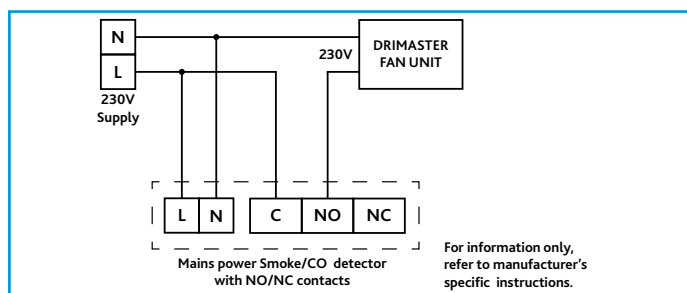 N
L
230V
Supply
230V
DRIMASTER
FAN UNIT
L N C NO NC
Mains power Smoke/CO detector
with NO/NC contacts
For information only,
refer to manufacturer's
specific instructions.